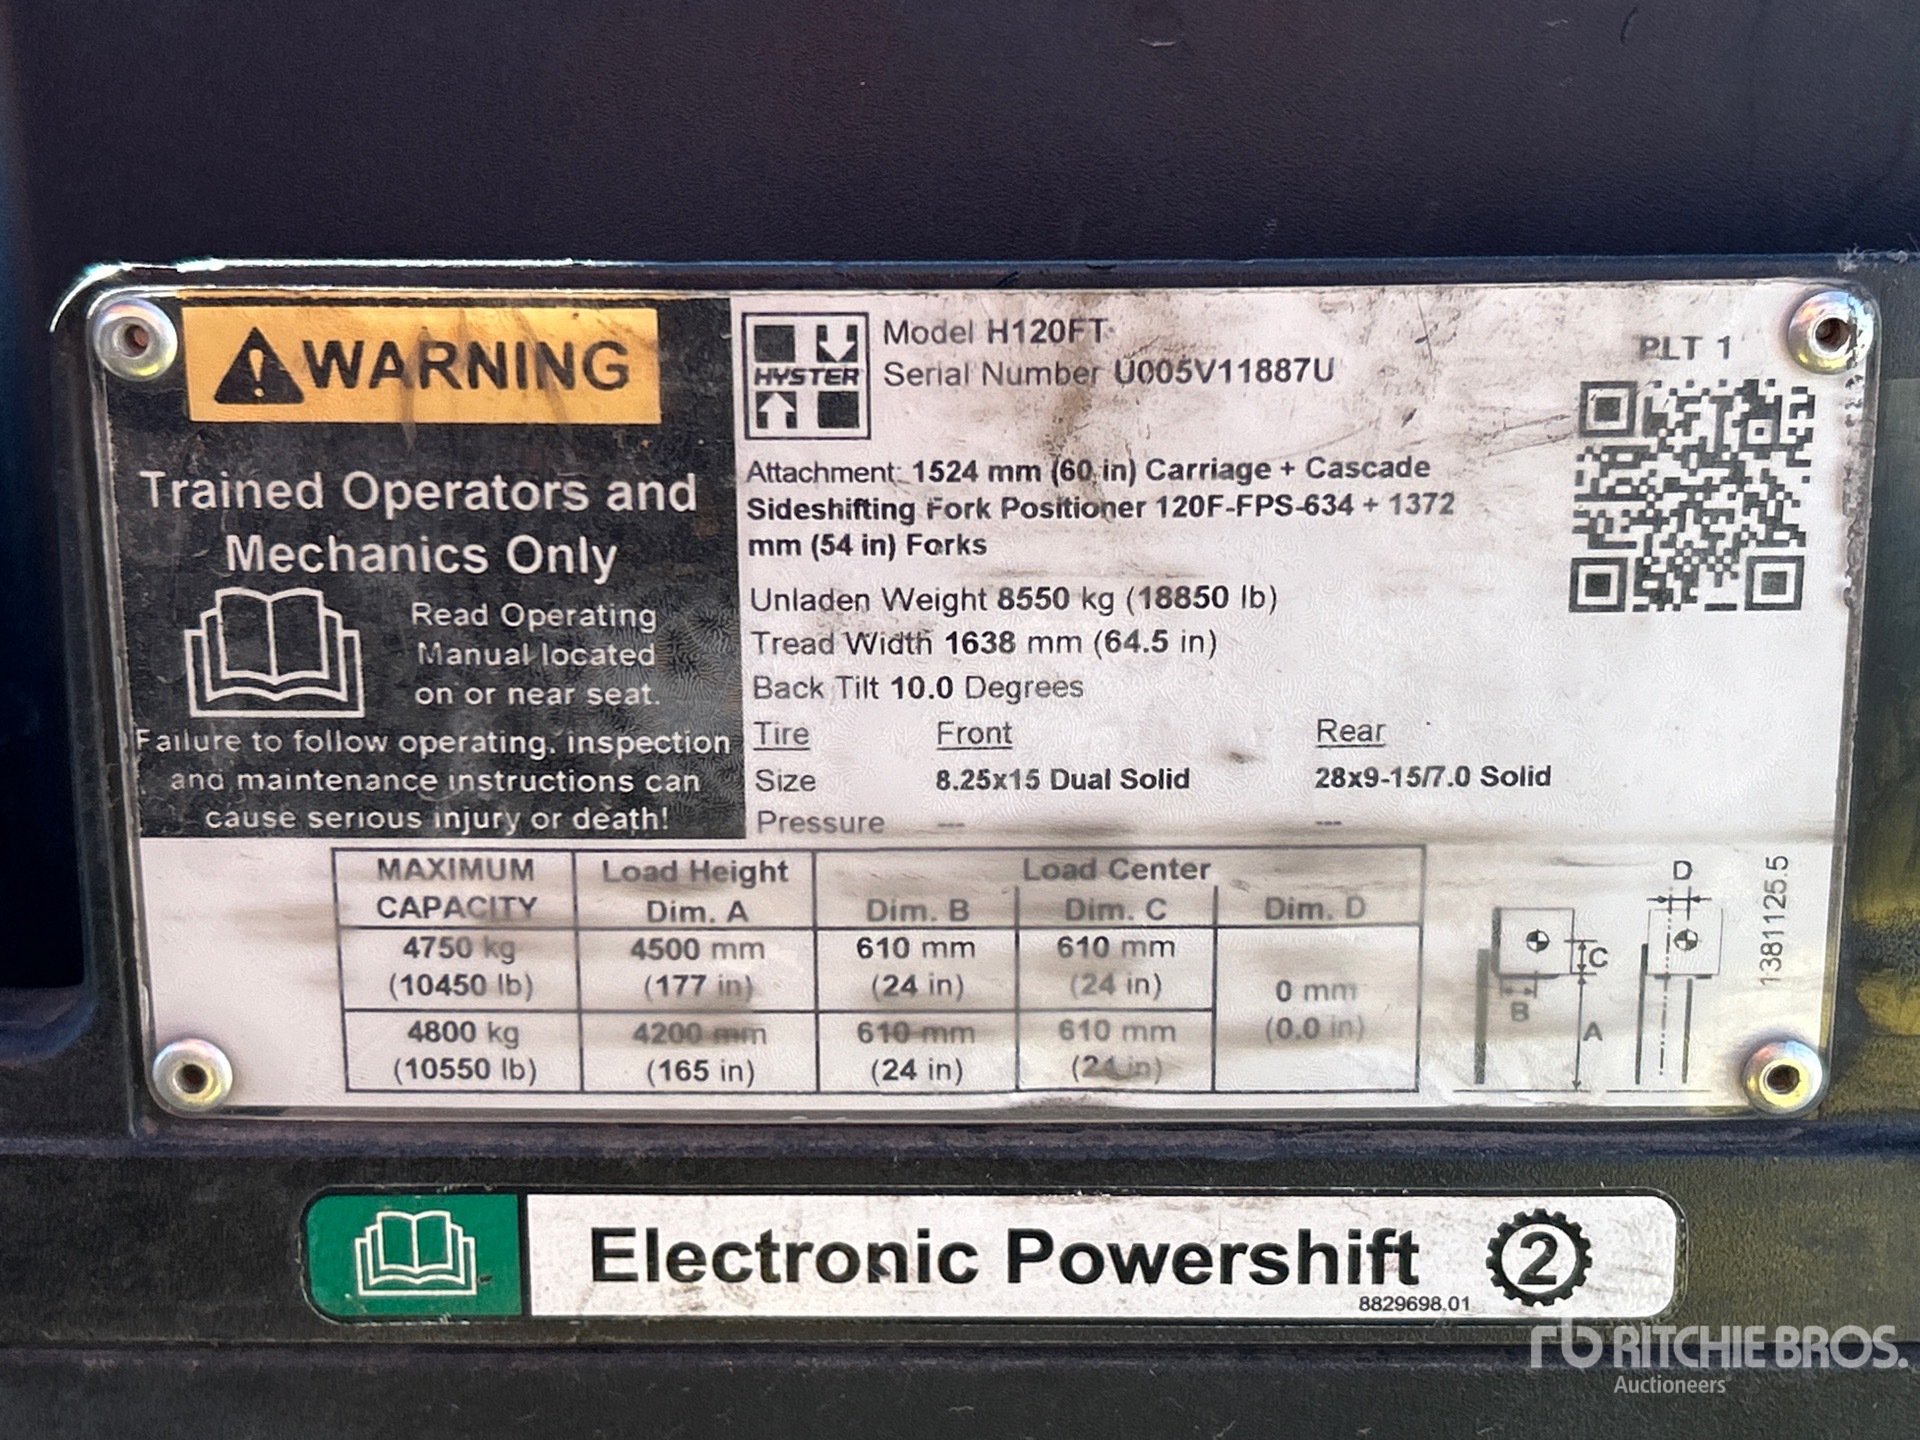 WARNING
Trained Operators and
Mechanics Only
Read Operating
Manual located
on or near seat.
Failure to follow operating, inspection
and maintenance instructions can
cause serious injury or death!
HYSTER
Model H120FT
Serial Number U005V11887U
PLT 1
Attachment: 1524 mm (60 in) Carriage + Cascade
Sideshifting Fork Positioner 120F-FPS-634 + 1372
mm (54 in) Forks
Unladen Weight 8550 kg (18850 lb)
Tread Width 1638 mm (64.5 in)
Back Tilt 10.0 Degrees
Tire Front Rear
Size 8.25x15 Dual Solid 28x9-15/7.0 Solid
Pressure --- ---
MAXIMUM Load Height Load Center
CAPACITY Dim. A Dim. B Dim. C Dim. D
4750 kg 4500 mm 610 mm 610 mm
(10450 lb) (177 in) (24 in) (24 in)
0 mm
(0.0 in)
4800 kg 4200 mm 610 mm 610 mm
(10550 lb) (165 in) (24 in) (24 in)
D
C
B
A
1381125.5
Electronic Powershift 2
8829698.01
rb RITCHIE BROS.
Auctioneers